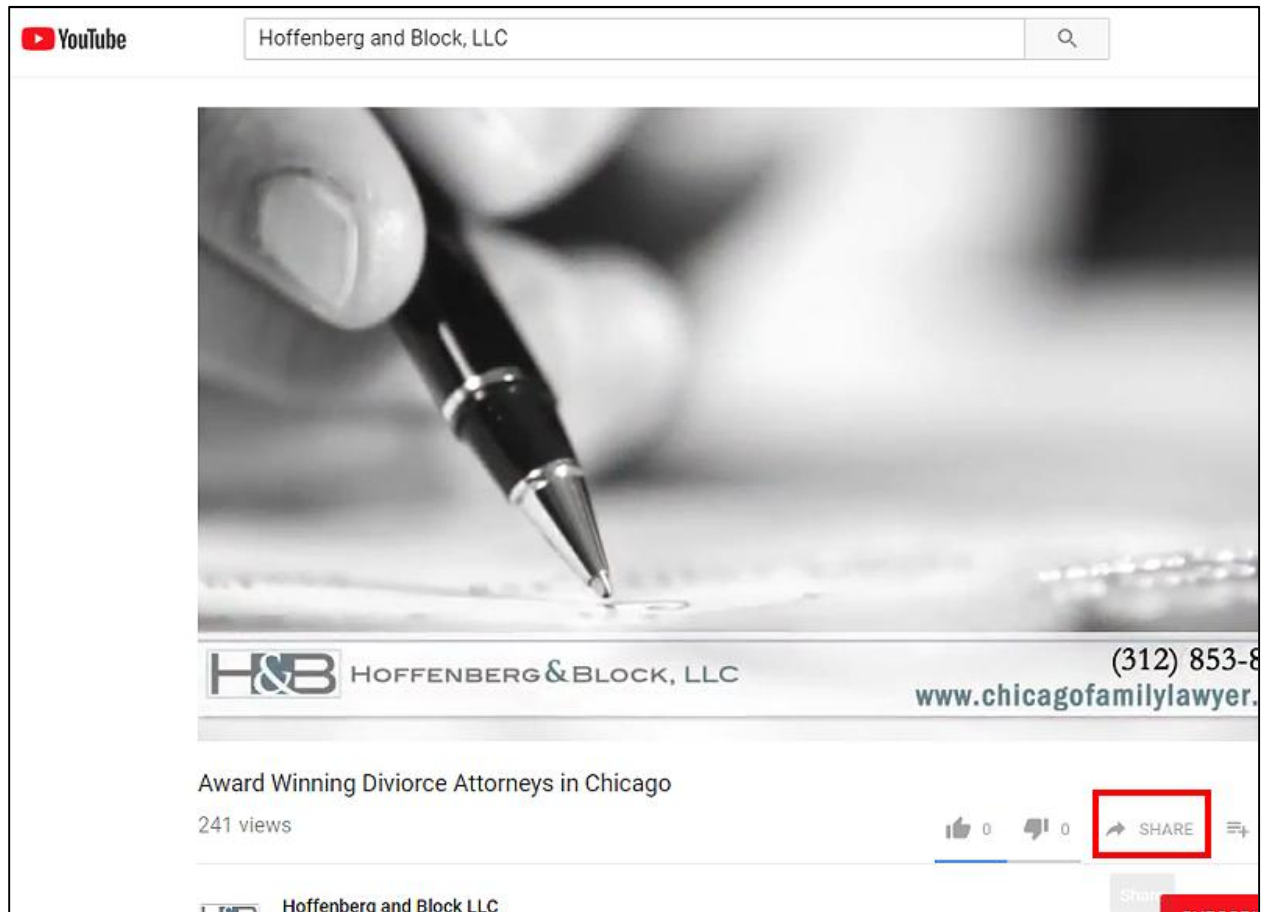 YouTube
Hoffenberg and Block, LLC
H&B HOFFENBERG & BLOCK, LLC
(312) 853-8
www.chicagofamilylawyer.
Award Winning Diviorce Attorneys in Chicago
241 views
0 0 SHARE
Share
Hoffenberg and Block LLC